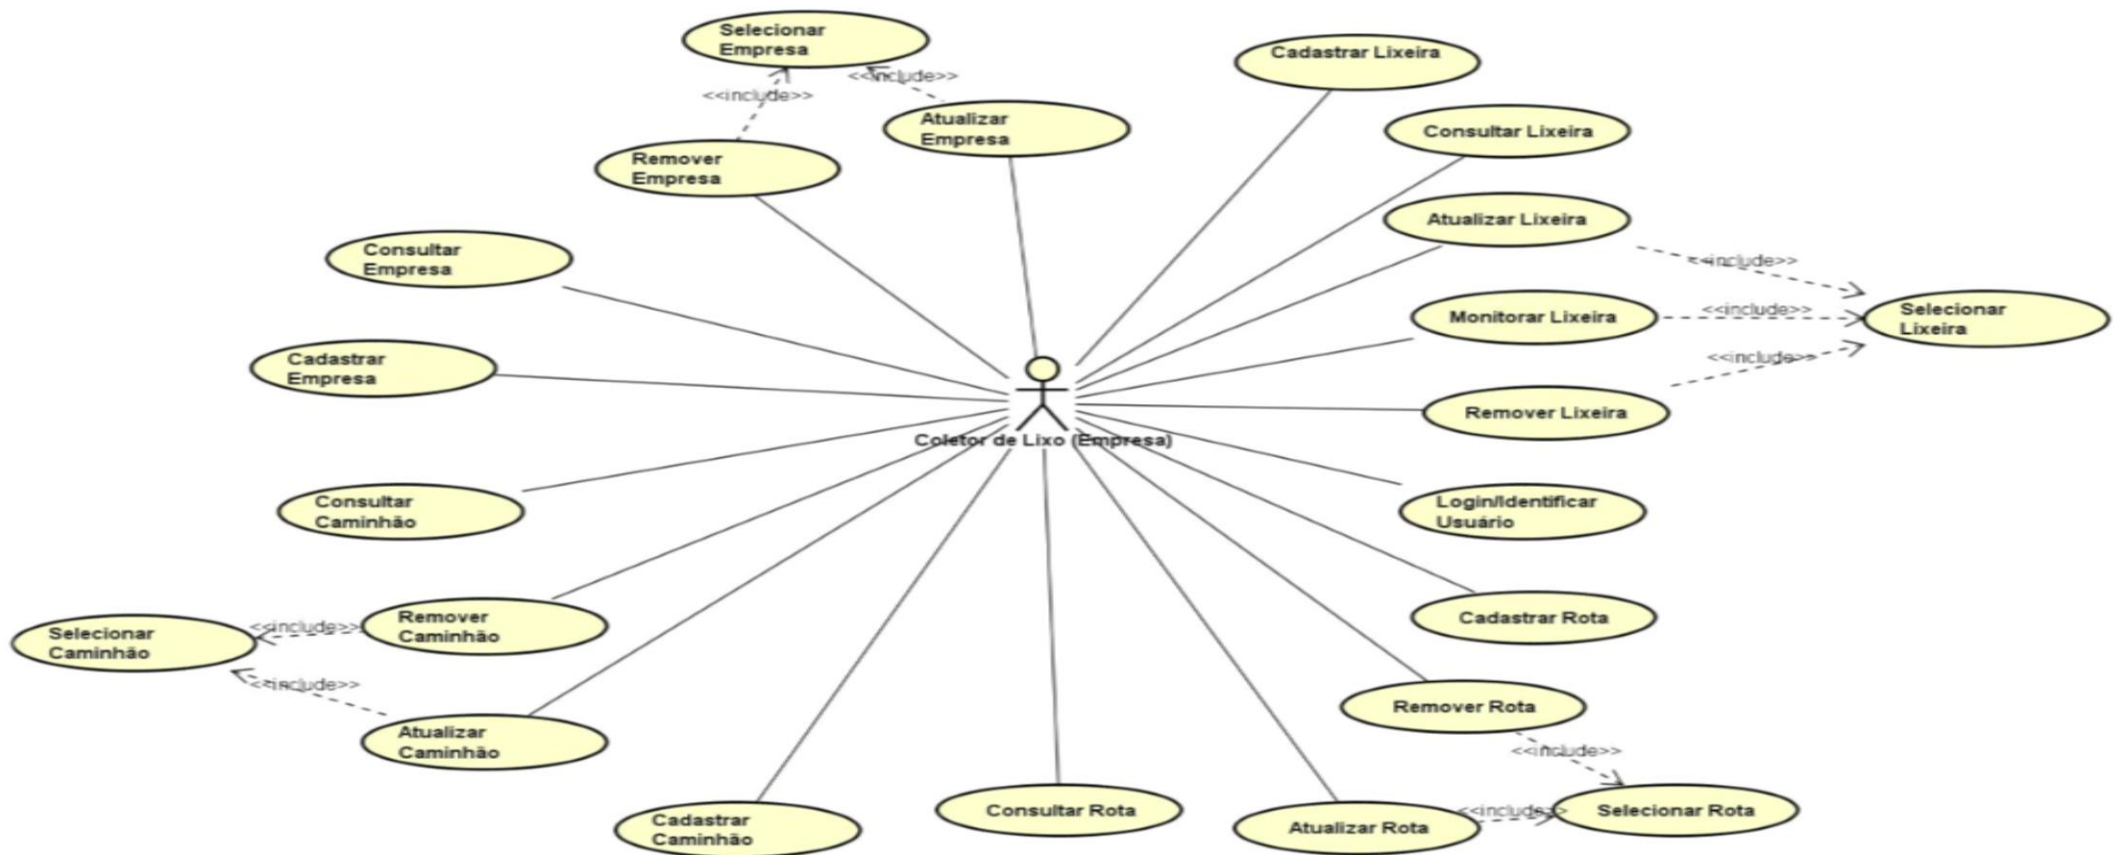 Selecionar
Empresa
Cadastrar Lixeira
<<include>>
<<include>>
Atualizar
Empresa
Consultar Lixeira
Remover
Empresa
Atualizar Lixeira
Consultar
Empresa
<<include>>
Monitorar Lixeira
<<include>>
Selecionar
Lixeira
Cadastrar
Empresa
<<include>>
Remover Lixeira
Coletor de Lixo (Empresa)
Consultar
Caminhão
Login/Identificar
Usuário
Remover
Caminhão
<<include>>
Selecionar
Caminhão
Cadastrar Rota
<<include>>
Atualizar
Caminhão
Remover Rota
<<include>>
Cadastrar
Caminhão
Consultar Rota
Atualizar Rota
<<include>>
Selecionar Rota